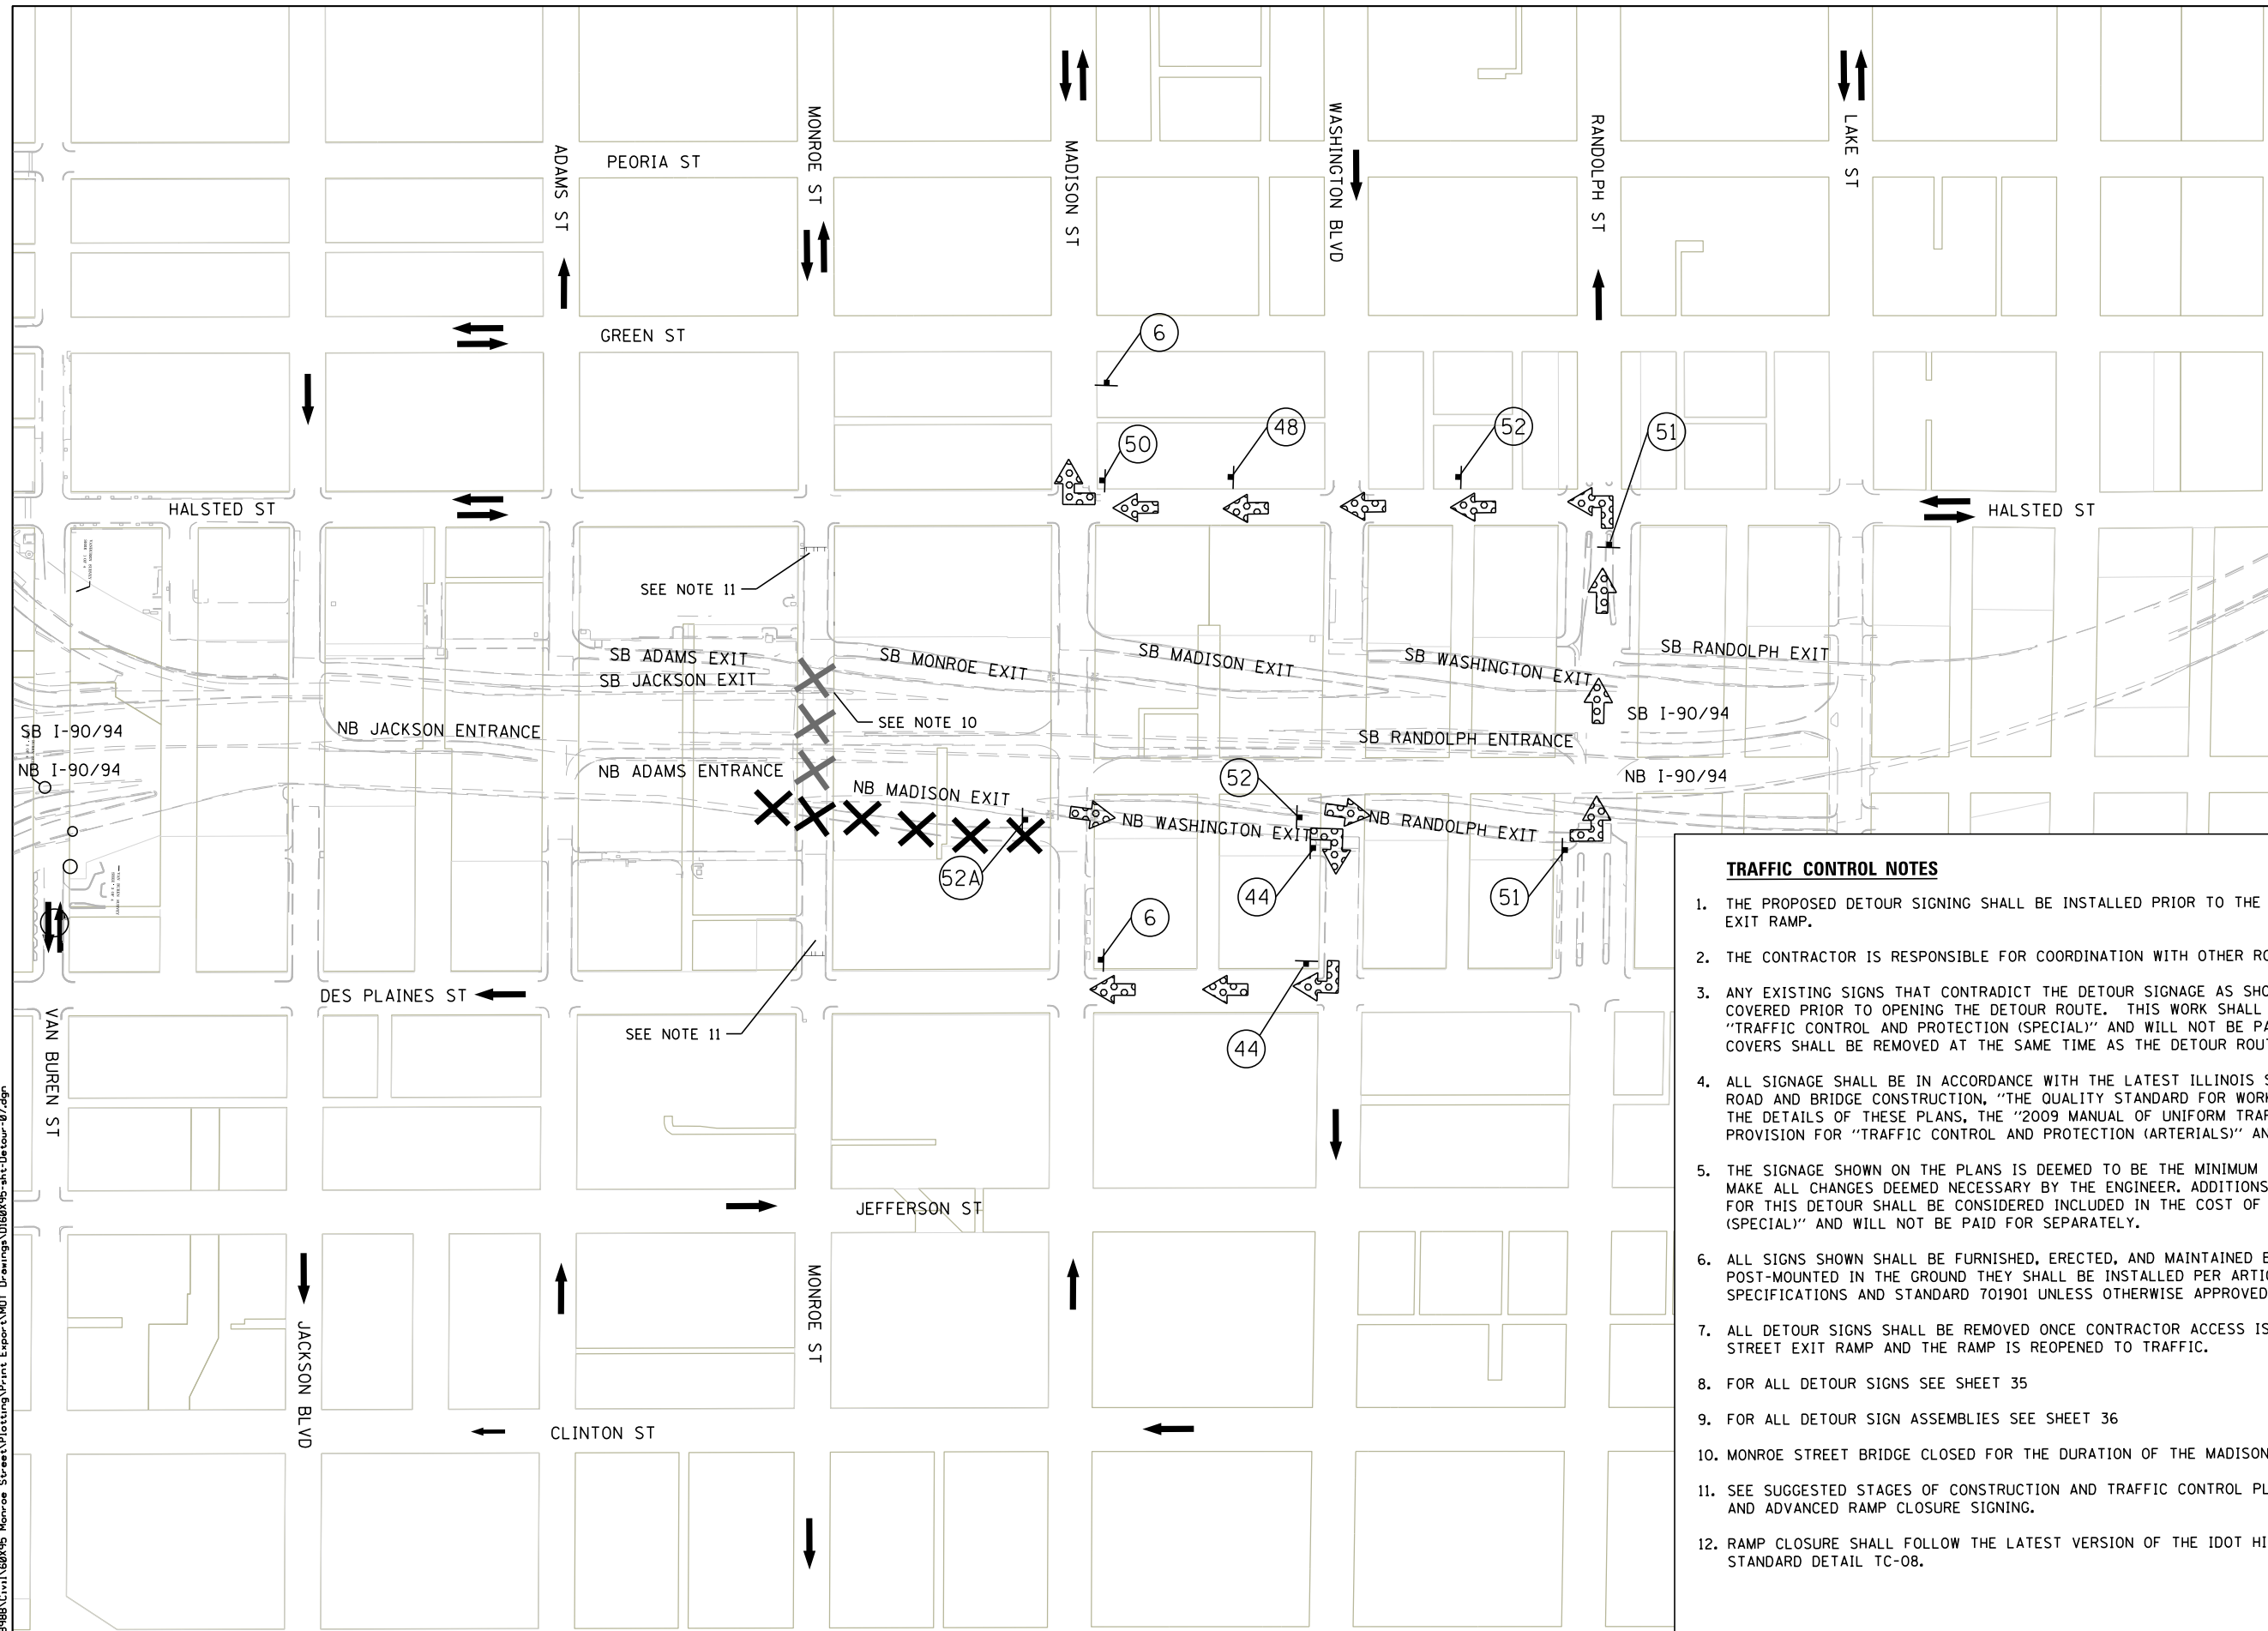 PEORIA ST
ADAMS ST
MONROE ST
MADISON ST
WASHINGTON BLVD
RANDOLPH ST
LAKE ST
GREEN ST
6
50
48
52
51
HALSTED ST
HALSTED ST
SEE NOTE 11
SB ADAMS EXIT
SB JACKSON EXIT
SB MONROE EXIT
SB MADISON EXIT
SB WASHINGTON EXIT
SB RANDOLPH EXIT
SB I-90/94
NB JACKSON ENTRANCE
SEE NOTE 10
SB RANDOLPH ENTRANCE
SB I-90/94
NB I-90/94
NB ADAMS ENTRANCE
NB MADISON EXIT
52
NB I-90/94
NB WASHINGTON EXIT
NB RANDOLPH EXIT
52A
44
51
6
DES PLAINES ST
SEE NOTE 11
44
VAN BUREN ST
JEFFERSON ST
MONROE ST
JACKSON BLVD
CLINTON ST
TRAFFIC CONTROL NOTES
1. THE PROPOSED DETOUR SIGNING SHALL BE INSTALLED PRIOR TO THE
EXIT RAMP.
2. THE CONTRACTOR IS RESPONSIBLE FOR COORDINATION WITH OTHER RO
3. ANY EXISTING SIGNS THAT CONTRADICT THE DETOUR SIGNAGE AS SHO
COVERED PRIOR TO OPENING THE DETOUR ROUTE. THIS WORK SHALL
"TRAFFIC CONTROL AND PROTECTION (SPECIAL)" AND WILL NOT BE PA
COVERS SHALL BE REMOVED AT THE SAME TIME AS THE DETOUR ROU
4. ALL SIGNAGE SHALL BE IN ACCORDANCE WITH THE LATEST ILLINOIS S
ROAD AND BRIDGE CONSTRUCTION, "THE QUALITY STANDARD FOR WORK
THE DETAILS OF THESE PLANS, THE "2009 MANUAL OF UNIFORM TRAF
PROVISION FOR "TRAFFIC CONTROL AND PROTECTION (ARTERIALS)" AN
5. THE SIGNAGE SHOWN ON THE PLANS IS DEEMED TO BE THE MINIMUM
MAKE ALL CHANGES DEEMED NECESSARY BY THE ENGINEER. ADDITIONS
FOR THIS DETOUR SHALL BE CONSIDERED INCLUDED IN THE COST OF
(SPECIAL)" AND WILL NOT BE PAID FOR SEPARATELY.
6. ALL SIGNS SHOWN SHALL BE FURNISHED, ERECTED, AND MAINTAINED B
POST-MOUNTED IN THE GROUND THEY SHALL BE INSTALLED PER ARTI
SPECIFICATIONS AND STANDARD 701901 UNLESS OTHERWISE APPROVED
7. ALL DETOUR SIGNS SHALL BE REMOVED ONCE CONTRACTOR ACCESS IS
STREET EXIT RAMP AND THE RAMP IS REOPENED TO TRAFFIC.
8. FOR ALL DETOUR SIGNS SEE SHEET 35
9. FOR ALL DETOUR SIGN ASSEMBLIES SEE SHEET 36
10. MONROE STREET BRIDGE CLOSED FOR THE DURATION OF THE MADISON
11. SEE SUGGESTED STAGES OF CONSTRUCTION AND TRAFFIC CONTROL PL
AND ADVANCED RAMP CLOSURE SIGNING.
12. RAMP CLOSURE SHALL FOLLOW THE LATEST VERSION OF THE IDOT HI
STANDARD DETAIL TC-08.